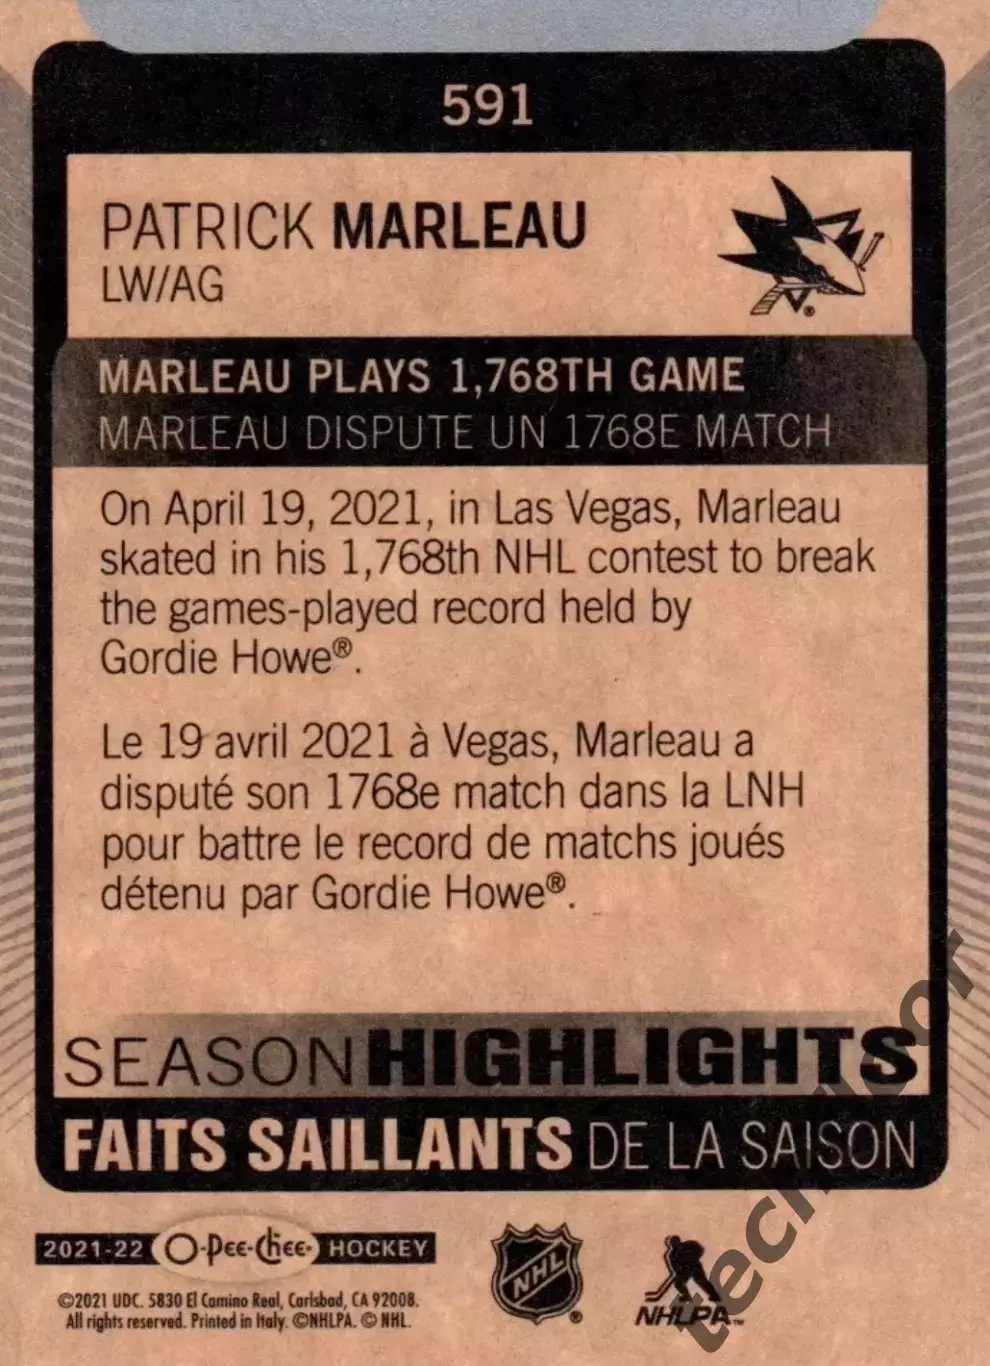 591
PATRICK MARLEAU
LW/AG
MARLEAU PLAYS 1,768TH GAME
MARLEAU DISPUTE UN 1768E MATCH
On April 19, 2021, in Las Vegas, Marleau
skated in his 1,768th NHL contest to break
the games-played record held by
Gordie Howe®.
Le 19 avril 2021 à Vegas, Marleau a
disputé son 1768e match dans la LNH
pour battre le record de matchs joués
détenu par Gordie Howe®.
SEASON HIGHLIGHTS
FAITS SAILLANTS DE LA SAISON
2021-22 O-Pee-Chee HOCKEY
©2021 UDC. 5830 El Camino Real, Carlsbad, CA 92008.
All rights reserved. Printed in Italy. ©NHLPA. © NHL.
NHL ®
NHLPA™